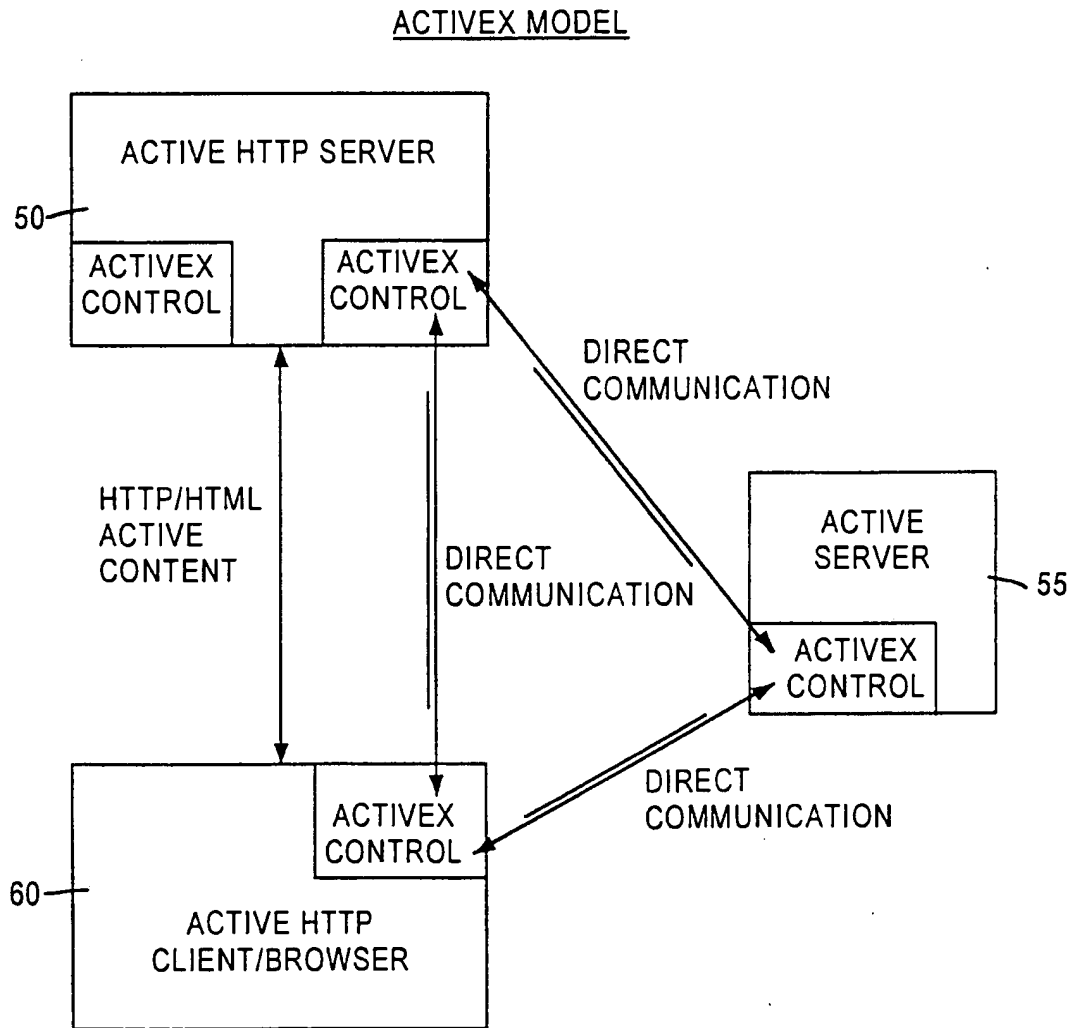 ACTIVEX MODEL
ACTIVE HTTP SERVER
50
ACTIVEX
CONTROL
ACTIVEX
CONTROL
DIRECT
COMMUNICATION
HTTP/HTML
ACTIVE
CONTENT
DIRECT
COMMUNICATION
ACTIVE
SERVER
55
ACTIVEX
CONTROL
DIRECT
COMMUNICATION
ACTIVEX
CONTROL
60
ACTIVE HTTP
CLIENT/BROWSER